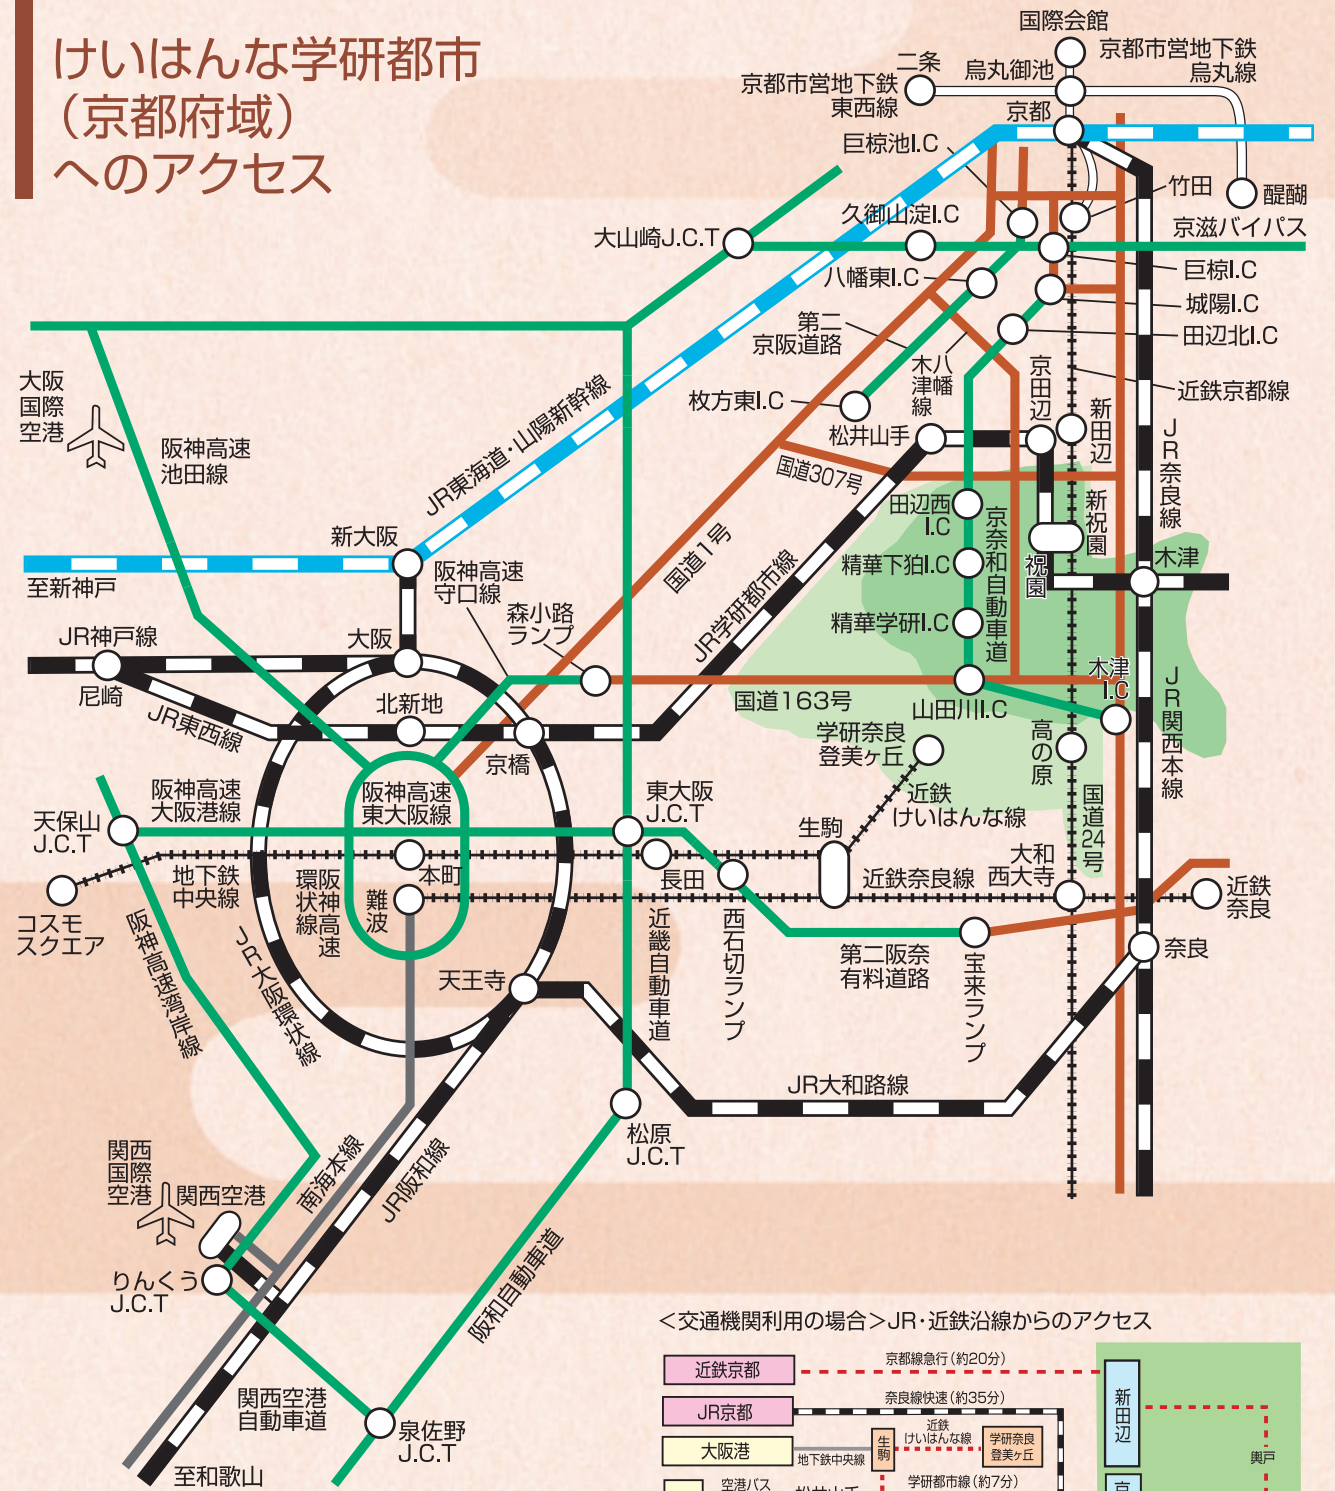 けいはんな学研都市
（京都府域）
へのアクセス
国際会館
京都市営地下鉄
烏丸線
二条
烏丸御池
京都市営地下鉄
東西線
京都
巨椋池I.C
竹田
醍醐
久御山淀I.C
大山崎J.C.T
京滋バイパス
八幡東I.C
巨椋I.C
城陽I.C
第二
京阪道路
田辺北I.C
木津
八幡
線
京田辺
近鉄京都線
大阪
国際
空港
枚方東I.C
新田辺
JR奈良線
阪神高速
池田線
JR東海道・山陽新幹線
松井山手
国道307号
田辺西
I.C
新祝園
京奈和自動車道
新大阪
国道1号
至新神戸
阪神高速
守口線
精華下狛I.C
祝園
木津
JR学研都市線
森小路
ランプ
精華学研I.C
JR神戸線
大阪
尼崎
木津
I.C
JR関西本線
北新地
国道163号
山田川I.C
JR東西線
学研奈良
登美ヶ丘
高の原
京橋
阪神高速
大阪港線
阪神高速
東大阪線
東大阪
J.C.T
近鉄
けいはんな線
国道24号
天保山
J.C.T
生駒
大和
西大寺
地下鉄
中央線
本町
長田
近鉄奈良線
近鉄
奈良
阪神高速
環状線
難波
コスモ
スクエア
阪神高速湾岸線
JR大阪環状線
近畿自動車道
西石切ランプ
第二阪奈
有料道路
宝来ランプ
奈良
天王寺
JR大和路線
松原
J.C.T
関西
国際
空港
関西空港
南海本線
JR阪和線
りんくう
J.C.T
阪和自動車道
関西空港
自動車道
泉佐野
J.C.T
至和歌山
＜交通機関利用の場合＞JR・近鉄沿線からのアクセス
近鉄京都
京都線急行（約20分）
新田辺
JR京都
奈良線快速（約35分）
大阪港
地下鉄中央線
生駒
近鉄
けいはんな線
学研奈良
登美ヶ丘
興戸
空港バス
学研都市線（約7分）